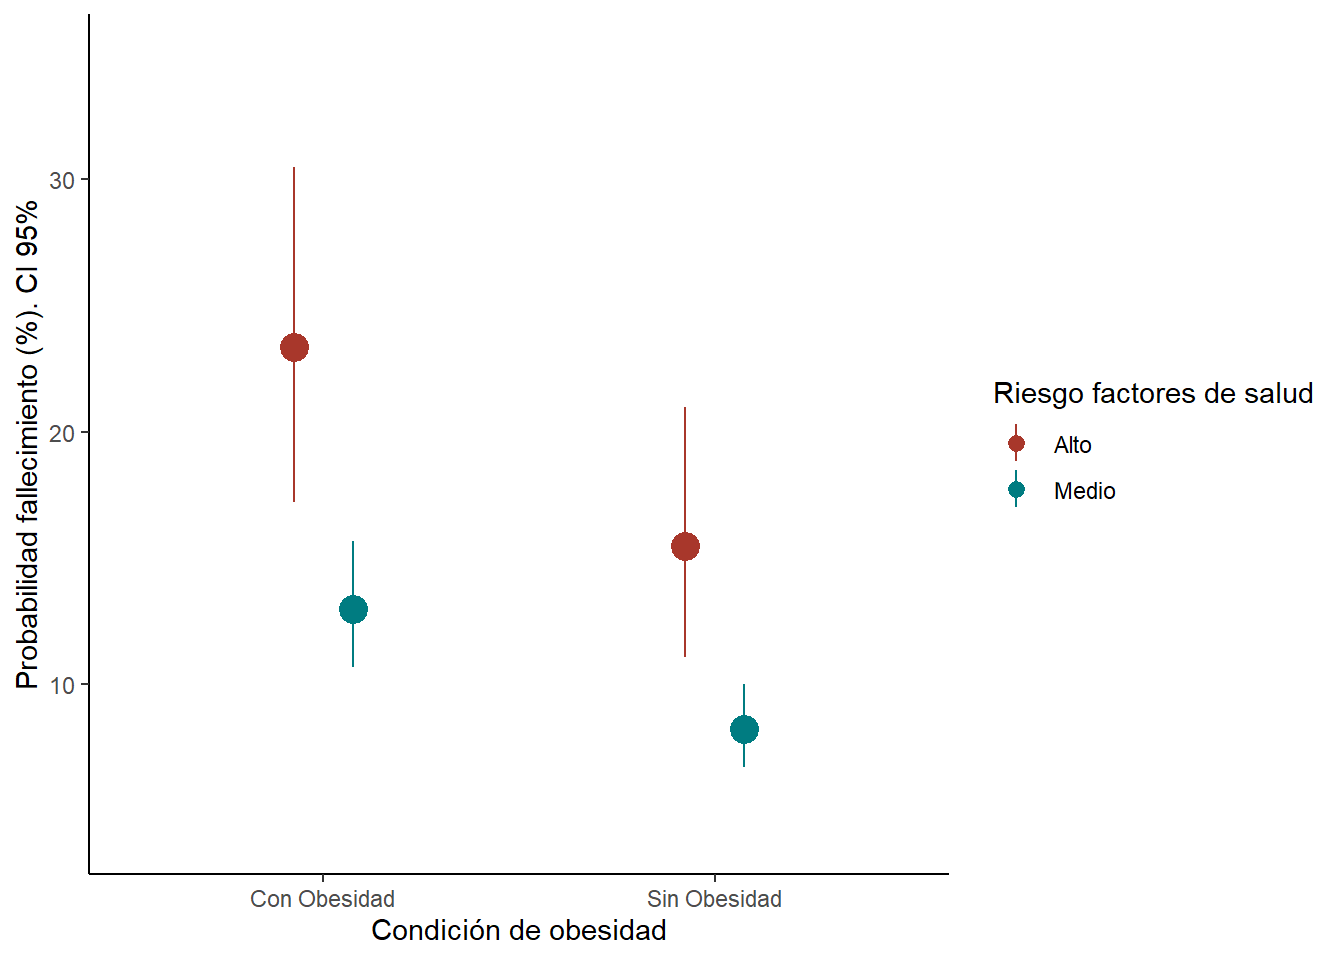 Probabilidad fallecimiento (%). CI 95%
30
20
10
Con Obesidad
Sin Obesidad
Condición de obesidad
Riesgo factores de salud
Alto
Medio